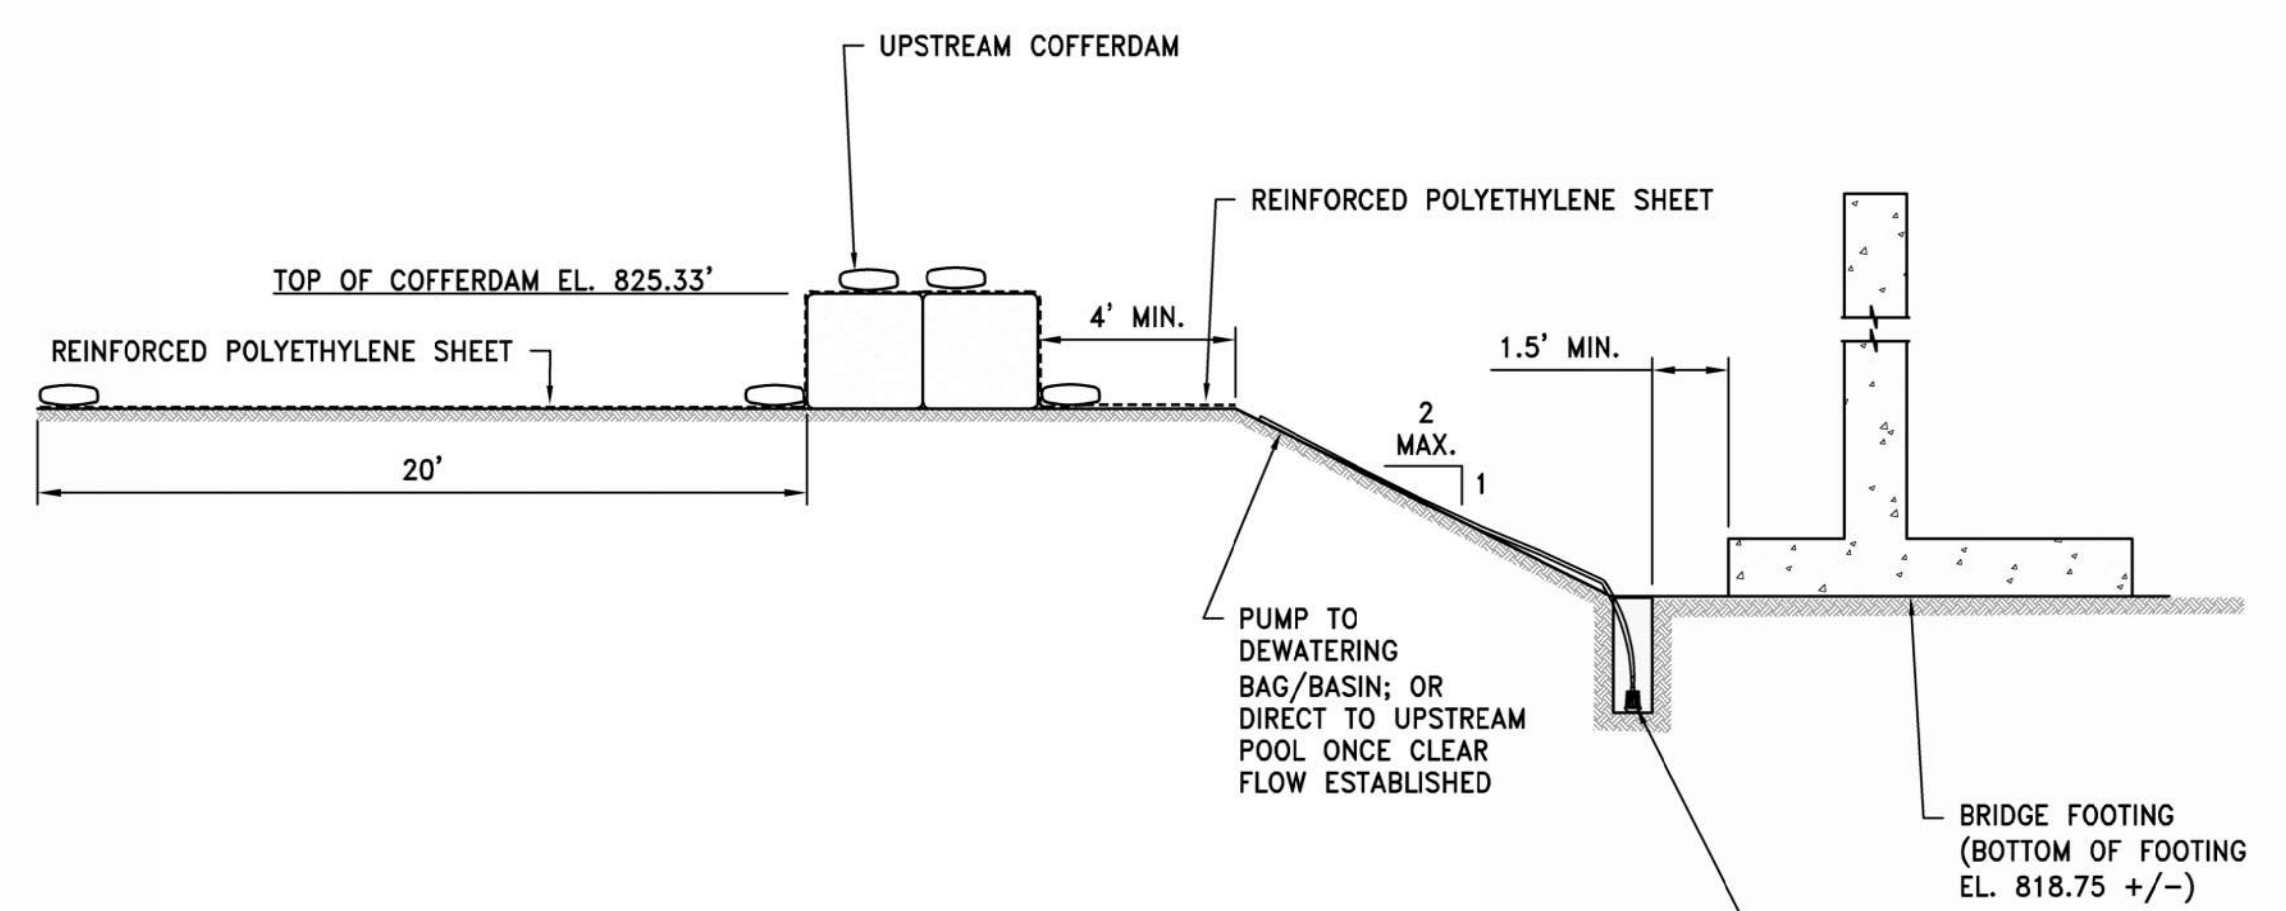 UPSTREAM COFFERDAM
REINFORCED POLYETHYLENE SHEET
TOP OF COFFERDAM EL. 825.33'
4' MIN.
REINFORCED POLYETHYLENE SHEET
1.5' MIN.
2
MAX.
1
20'
PUMP TO
DEWATERING
BAG/BASIN; OR
DIRECT TO UPSTREAM
POOL ONCE CLEAR
FLOW ESTABLISHED
BRIDGE FOOTING
(BOTTOM OF FOOTING
EL. 818.75 +/-)